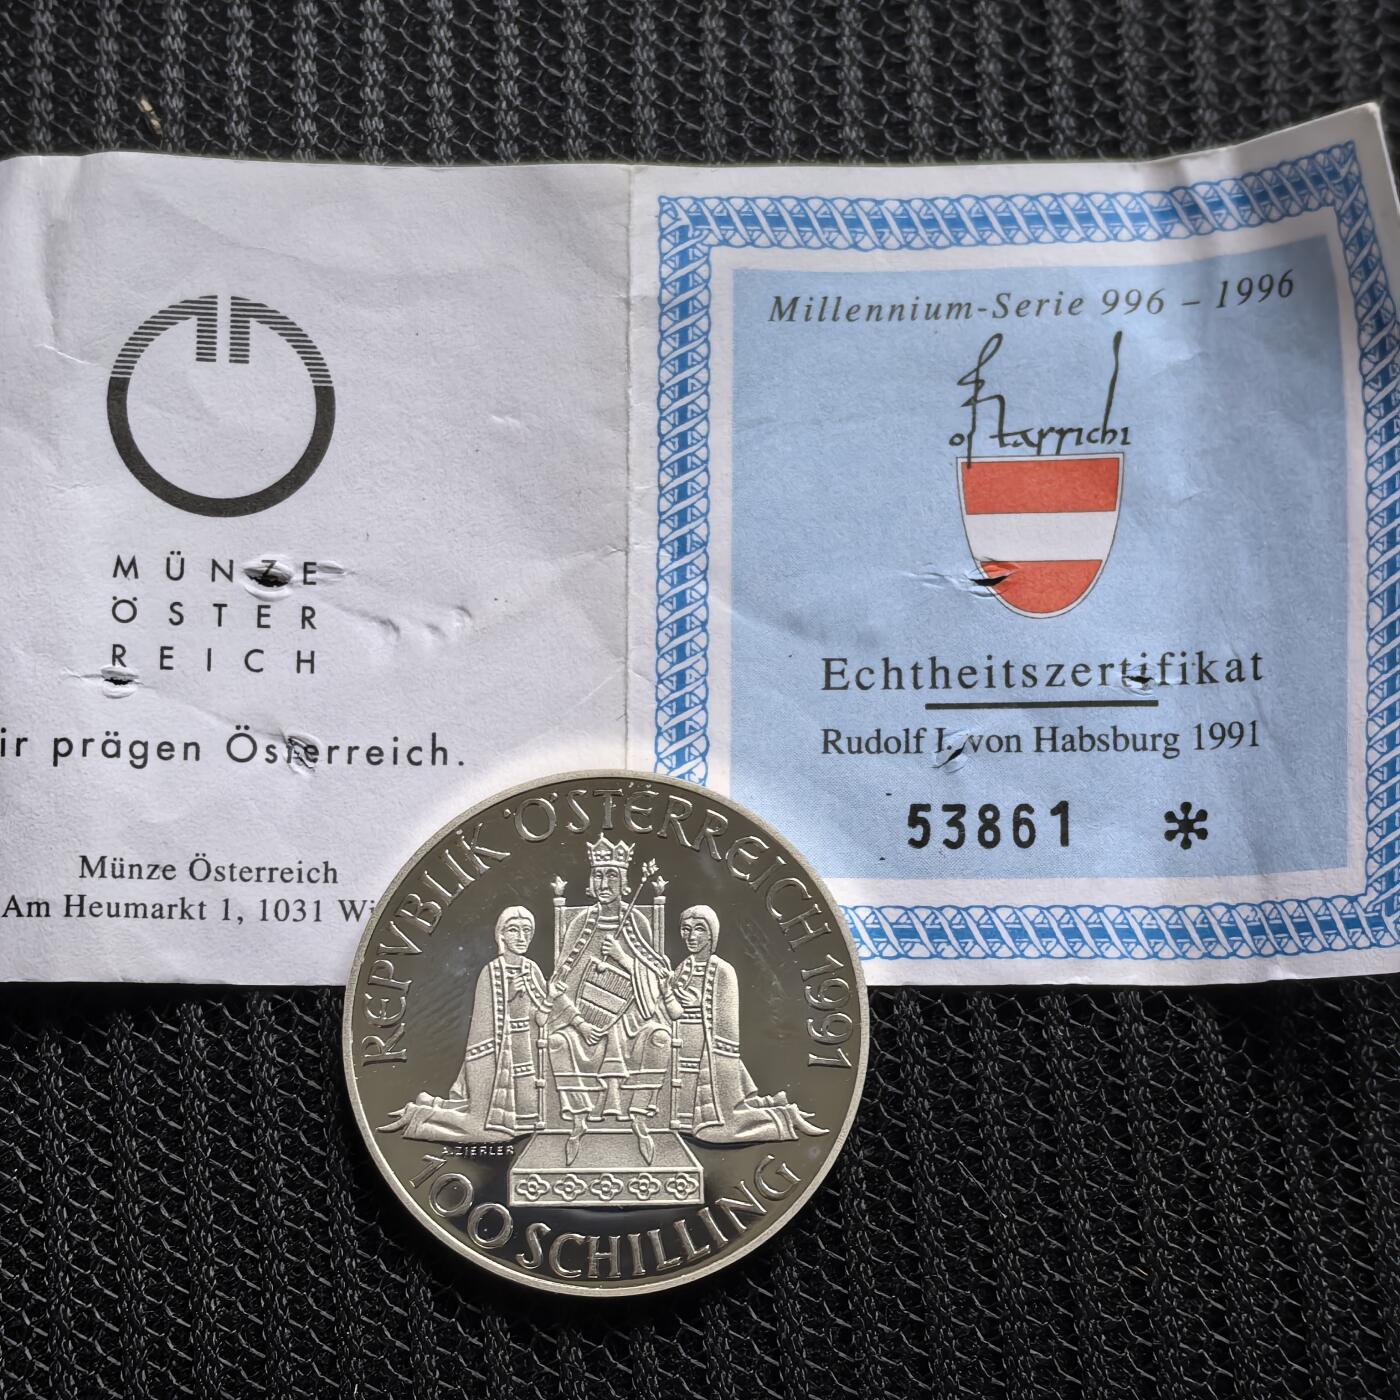 MÜNZE
ÖSTER
REICH
ir prägen Österreich.
Münze Österreich
Am Heumarkt 1, 1031 Wi
Millennium-Serie 996 – 1996
ostarrichi
Echtheitszertifikat
Rudolf I. von Habsburg 1991
53861 *
REPVBLIK ÖSTERREICH 1991
A.ZIERLER
100 SCHILLING